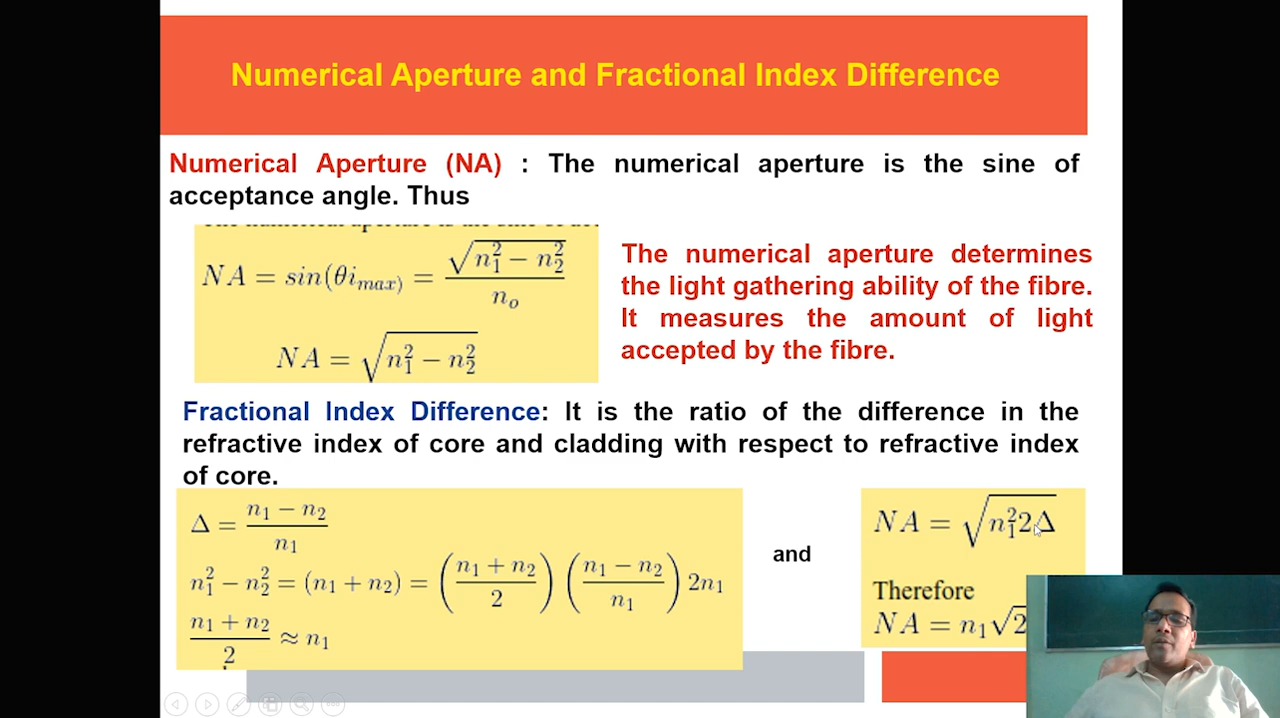 Numerical Aperture and Fractional Index Difference
Numerical Aperture (NA) : The numerical aperture is the sine of
acceptance angle. Thus
NA = sin(θi_max) = √(n₁² − n₂²) / n_o
NA = √(n₁² − n₂²)
The numerical aperture determines
the light gathering ability of the fibre.
It measures the amount of light
accepted by the fibre.
Fractional Index Difference: It is the ratio of the difference in the
refractive index of core and cladding with respect to refractive index
of core.
Δ = (n₁ − n₂) / n₁
n₁² − n₂² = (n₁ + n₂) = ((n₁ + n₂) / 2) ((n₁ − n₂) / n₁) 2n₁
(n₁ + n₂) / 2 ≈ n₁
and
NA = √(n₁²2Δ)
Therefore
NA = n₁√2